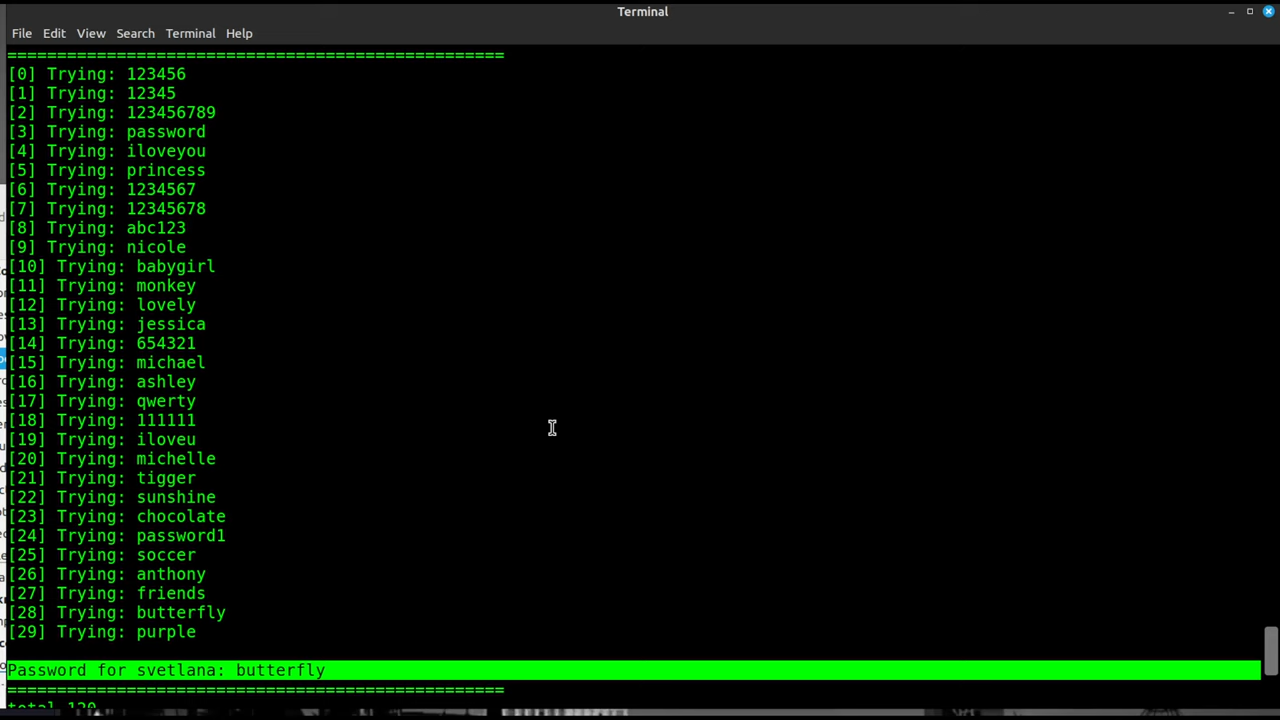 Terminal
File Edit View Search Terminal Help
==================================================
[0] Trying: 123456
[1] Trying: 12345
[2] Trying: 123456789
[3] Trying: password
[4] Trying: iloveyou
[5] Trying: princess
[6] Trying: 1234567
[7] Trying: 12345678
[8] Trying: abc123
[9] Trying: nicole
[10] Trying: babygirl
[11] Trying: monkey
[12] Trying: lovely
[13] Trying: jessica
[14] Trying: 654321
[15] Trying: michael
[16] Trying: ashley
[17] Trying: qwerty
[18] Trying: 111111
[19] Trying: iloveu
[20] Trying: michelle
[21] Trying: tigger
[22] Trying: sunshine
[23] Trying: chocolate
[24] Trying: password1
[25] Trying: soccer
[26] Trying: anthony
[27] Trying: friends
[28] Trying: butterfly
[29] Trying: purple
Password for svetlana: butterfly
==================================================
total 120